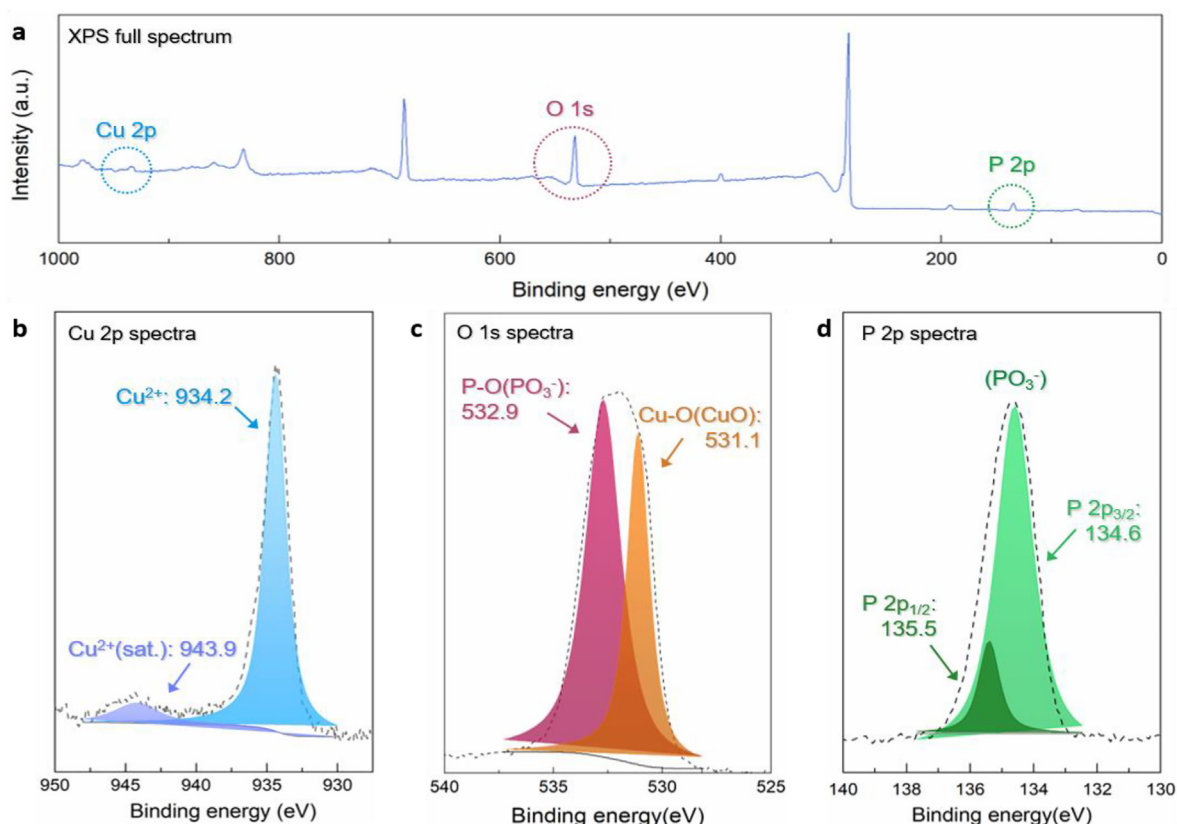 a
XPS full spectrum
Intensity (a.u.)
Cu 2p
O 1s
P 2p
1000
800
600
400
200
0
Binding energy (eV)
b
Cu 2p spectra
Cu²⁺: 934.2
Cu²⁺(sat.): 943.9
950
945
940
935
930
Binding energy (eV)
c
O 1s spectra
P-O(PO₃⁻):
532.9
Cu-O(CuO):
531.1
540
535
530
525
Binding energy(eV)
d
P 2p spectra
(PO₃⁻)
P 2p₃/₂:
134.6
P 2p₁/₂:
135.5
140
138
136
134
132
130
Binding energy(eV)